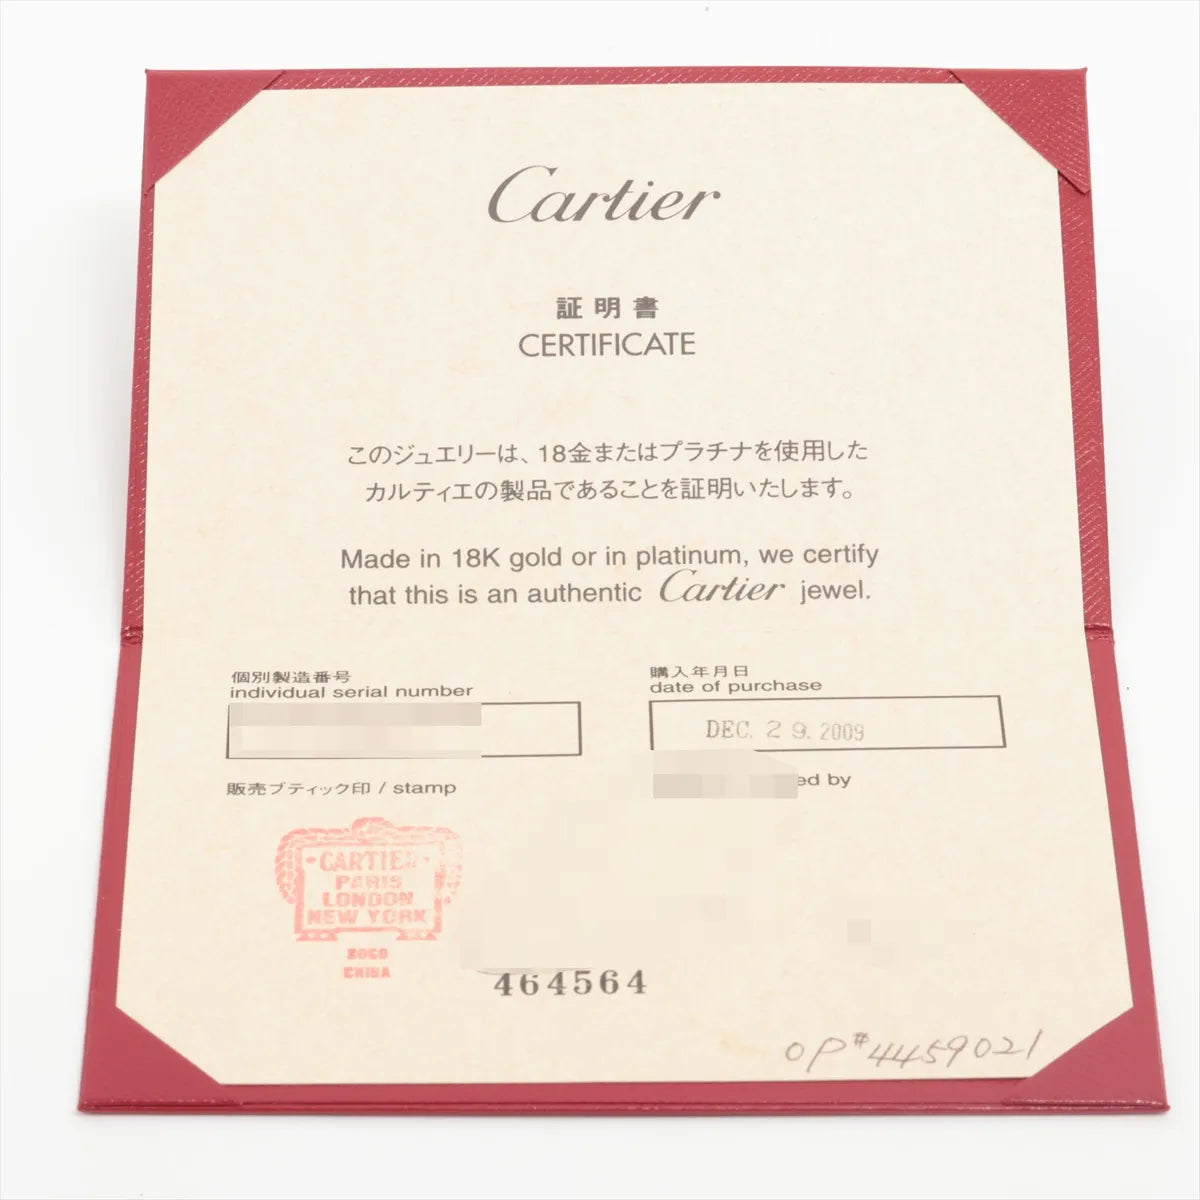 Cartier
証明書
CERTIFICATE
このジュエリーは、18金またはプラチナを使用した
カルティエの製品であることを証明いたします。
Made in 18K gold or in platinum, we certify
that this is an authentic Cartier jewel.
個別製造番号
individual serial number
購入年月日
date of purchase
DEC. 29. 2009
販売ブティック印 / stamp
ed by
CARTIER
PARIS
LONDON
NEW YORK
SOGO
CHIBA
464564
OP#4459021